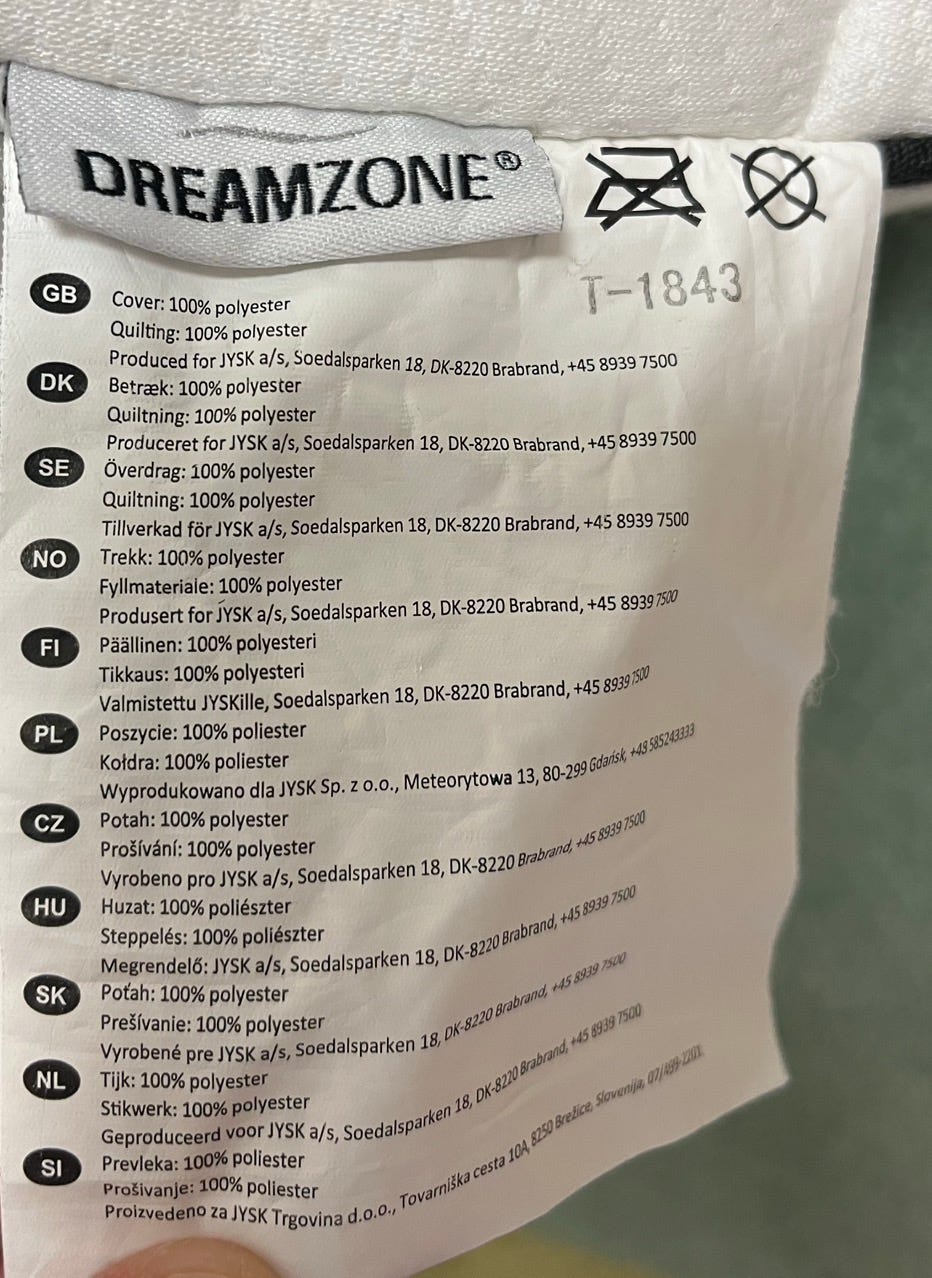 DREAMZONE®
T-1843
GB Cover: 100% polyester
Quilting: 100% polyester
Produced for JYSK a/s, Soedalsparken 18, DK-8220 Brabrand, +45 8939 7500
DK Betræk: 100% polyester
Quiltning: 100% polyester
Produceret for JYSK a/s, Soedalsparken 18, DK-8220 Brabrand, +45 8939 7500
SE Överdrag: 100% polyester
Quiltning: 100% polyester
Tillverkad för JYSK a/s, Soedalsparken 18, DK-8220 Brabrand, +45 8939 7500
NO Trekk: 100% polyester
Fyllmateriale: 100% polyester
Produsert for JYSK a/s, Soedalsparken 18, DK-8220 Brabrand, +45 8939 7500
FI Päällinen: 100% polyesteri
Tikkaus: 100% polyesteri
Valmistettu JYSKille, Soedalsparken 18, DK-8220 Brabrand, +45 8939 7500
PL Poszycie: 100% poliester
Kołdra: 100% poliester
Wyprodukowano dla JYSK Sp. z o.o., Meteorytowa 13, 80-299 Gdańsk, +48 585243333
CZ Potah: 100% polyester
Prošívání: 100% polyester
Vyrobeno pro JYSK a/s, Soedalsparken 18, DK-8220 Brabrand, +45 8939 7500
HU Huzat: 100% poliészter
Steppelés: 100% poliészter
Megrendelő: JYSK a/s, Soedalsparken 18, DK-8220 Brabrand, +45 8939 7500
SK Poťah: 100% polyester
Prešívanie: 100% polyester
Vyrobené pre JYSK a/s, Soedalsparken 18, DK-8220 Brabrand, +45 8939 7500
NL Tijk: 100% polyester
Stikwerk: 100% polyester
Geproduceerd voor JYSK a/s, Soedalsparken 18, DK-8220 Brabrand, +45 8939 7500
SI Prevleka: 100% poliester
Prošivanje: 100% poliester
Proizvedeno za JYSK Trgovina d.o.o., Tovarniška cesta 10A, 8250 Brežice, Slovenija,